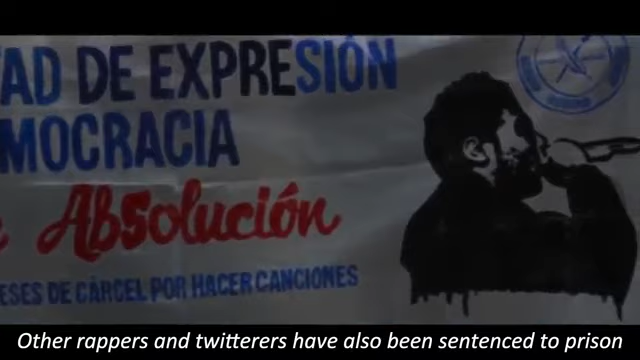 AD DE EXPRESIÓN
MOCRACIA
Absolución
ESES DE CÁRCEL POR HACER CANCIONES
Other rappers and twitterers have also been sentenced to prison